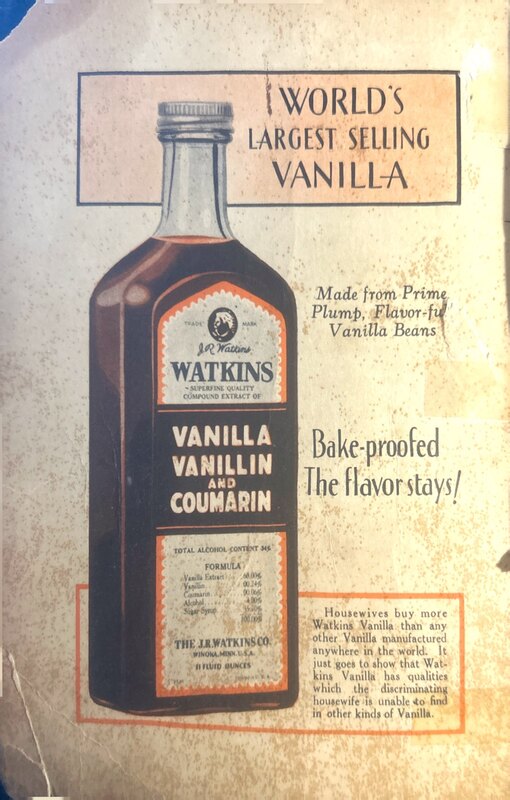 WORLD'S
LARGEST SELLING
VANILLA
Made from Prime
Plump, Flavor-ful
Vanilla Beans
TRADE MARK
J.R. Watkins
WATKINS
SUPERFINE QUALITY
COMPOUND EXTRACT OF
VANILLA
VANILLIN
AND
COUMARIN
Bake-proofed
The flavor stays!
TOTAL ALCOHOL CONTENT
FORMULA
Vanilla Extract
Vanillin
Coumarin
Alcohol
Sugar Syrup
100.00%
THE J.R. WATKINS CO.
WINONA, MINN. U.S.A.
11 FLUID OUNCES
Housewives buy more
Watkins Vanilla than any
other Vanilla manufactured
anywhere in the world. It
just goes to show that Wat-
kins Vanilla has qualities
which the discriminating
housewife is unable to find
in other kinds of Vanilla.